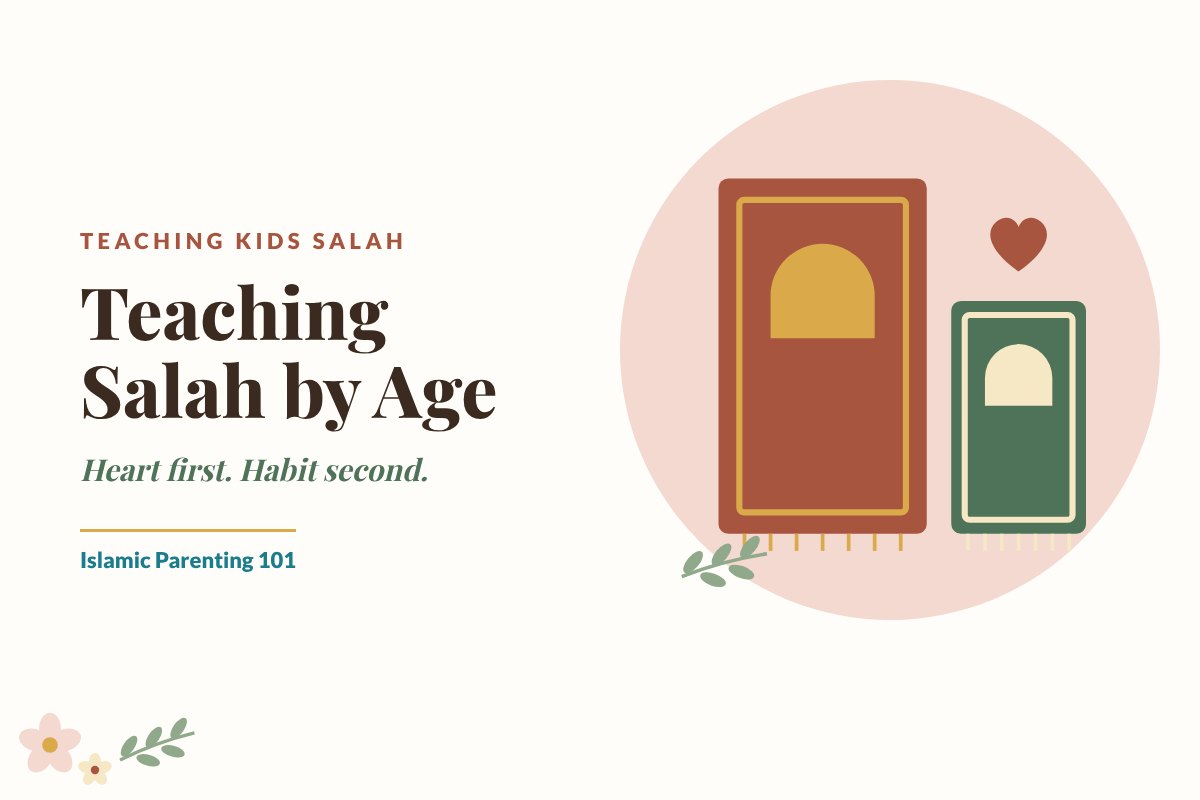 TEACHING KIDS SALAH
Teaching
Salah by Age
Heart first. Habit second.
Islamic Parenting 101